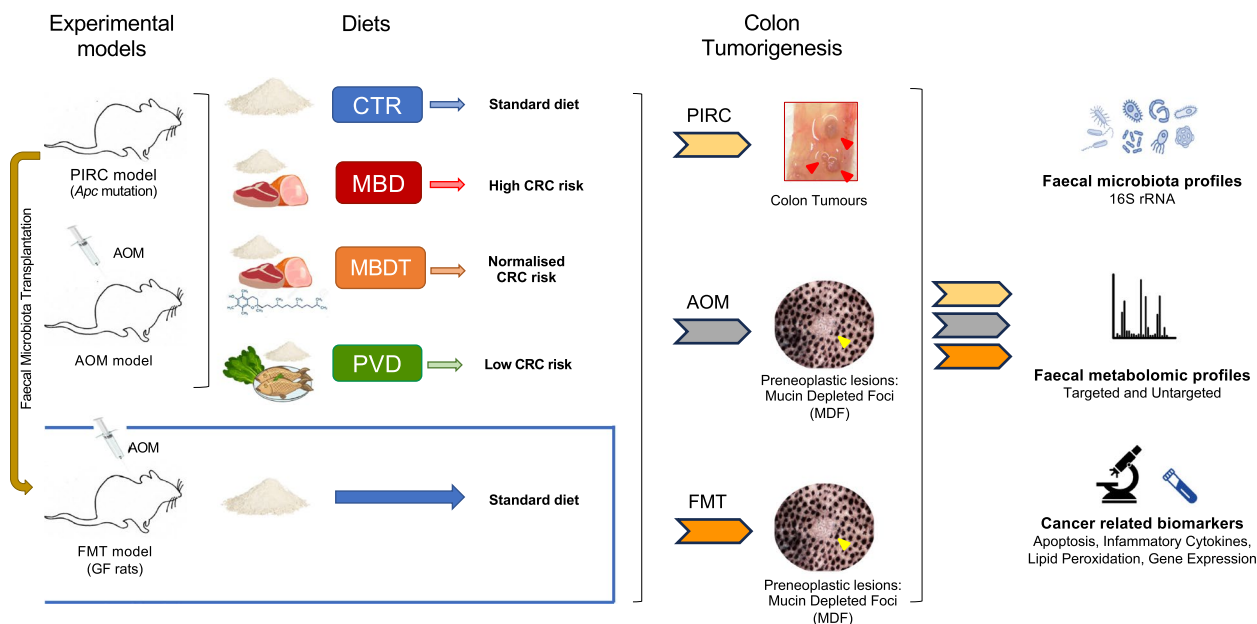 Experimental
models
Diets
Colon
Tumorigenesis
Faecal Microbiota Transplantation
PIRC model
(Apc mutation)
AOM
AOM model
AOM
FMT model
(GF rats)
CTR
Standard diet
MBD
High CRC risk
MBDT
Normalised
CRC risk
PVD
Low CRC risk
Standard diet
PIRC
Colon Tumours
AOM
Preneoplastic lesions:
Mucin Depleted Foci
(MDF)
FMT
Preneoplastic lesions:
Mucin Depleted Foci
(MDF)
Faecal microbiota profiles
16S rRNA
Faecal metabolomic profiles
Targeted and Untargeted
Cancer related biomarkers
Apoptosis, Infammatory Cytokines,
Lipid Peroxidation, Gene Expression